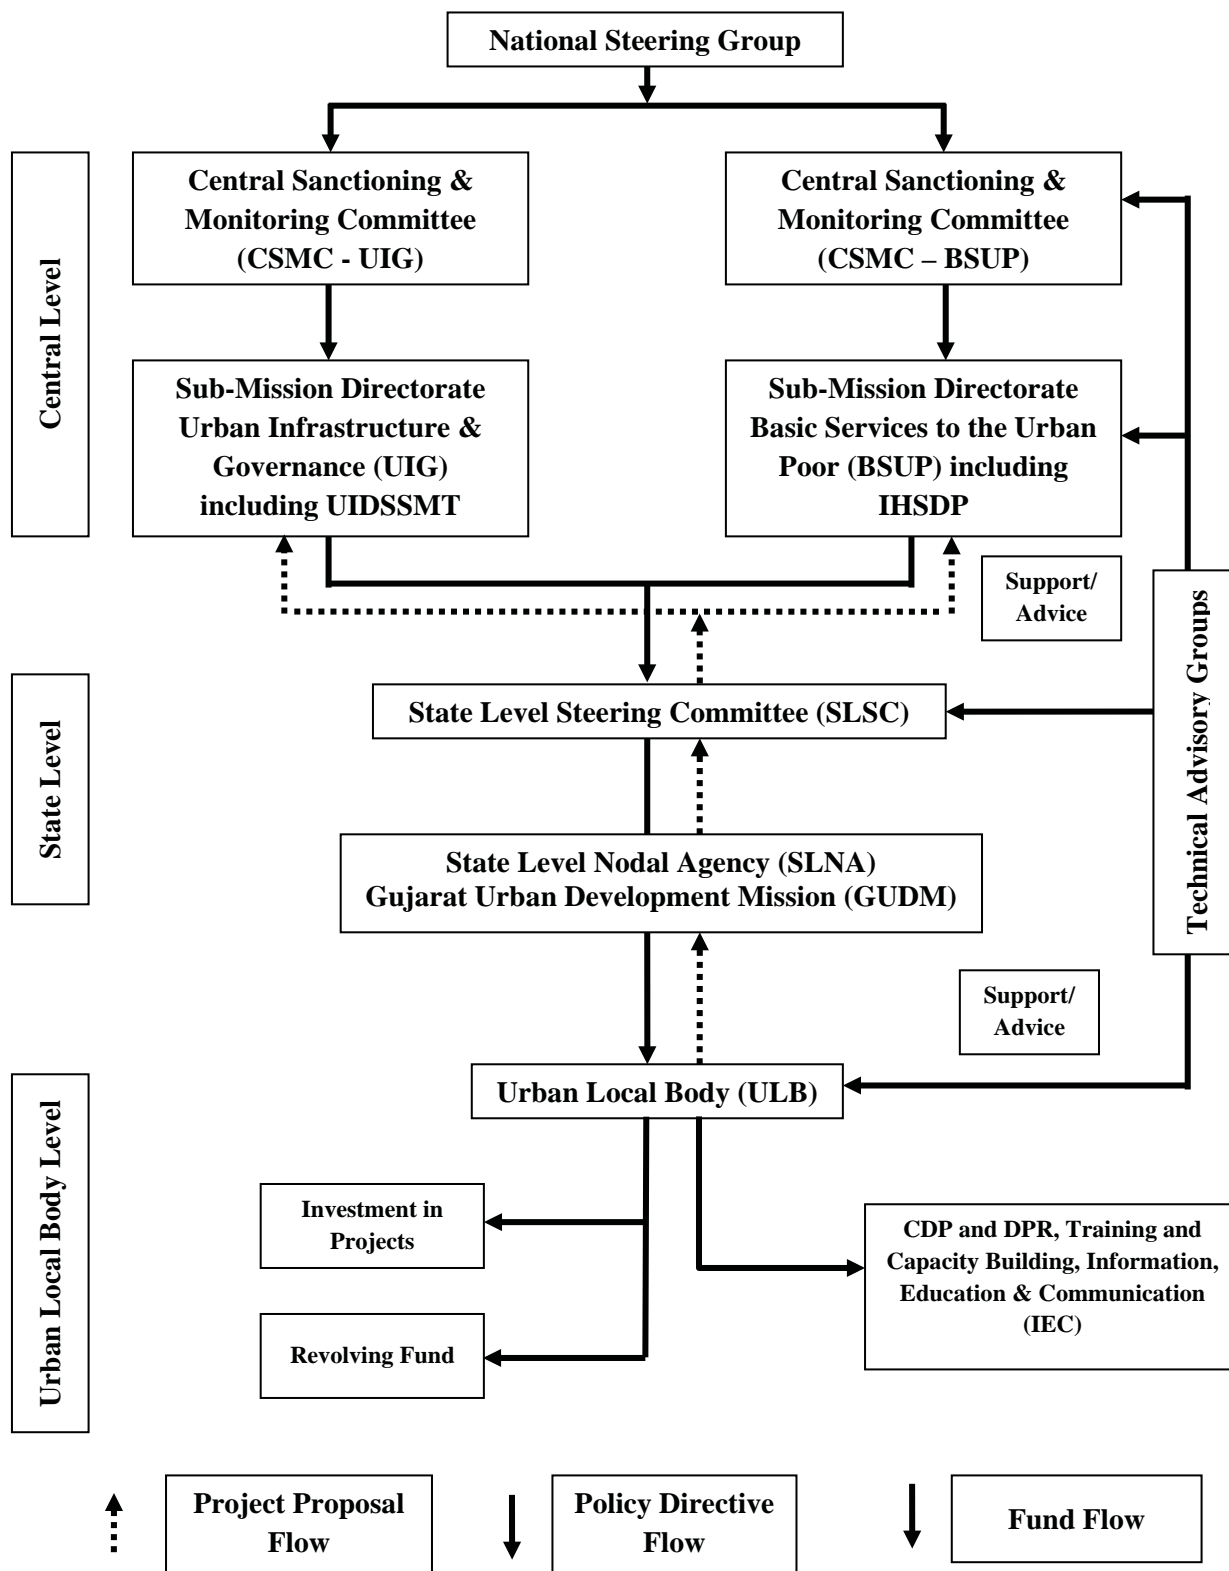 National Steering Group
Central Level
Central Sanctioning &
Monitoring Committee
(CSMC - UIG)
Central Sanctioning &
Monitoring Committee
(CSMC – BSUP)
Sub-Mission Directorate
Urban Infrastructure &
Governance (UIG)
including UIDSSMT
Sub-Mission Directorate
Basic Services to the Urban
Poor (BSUP) including
IHSDP
Support/
Advice
Technical Advisory Groups
State Level
State Level Steering Committee (SLSC)
State Level Nodal Agency (SLNA)
Gujarat Urban Development Mission (GUDM)
Support/
Advice
Urban Local Body Level
Urban Local Body (ULB)
Investment in
Projects
CDP and DPR, Training and
Capacity Building, Information,
Education & Communication
(IEC)
Revolving Fund
Project Proposal
Flow
Policy Directive
Flow
Fund Flow